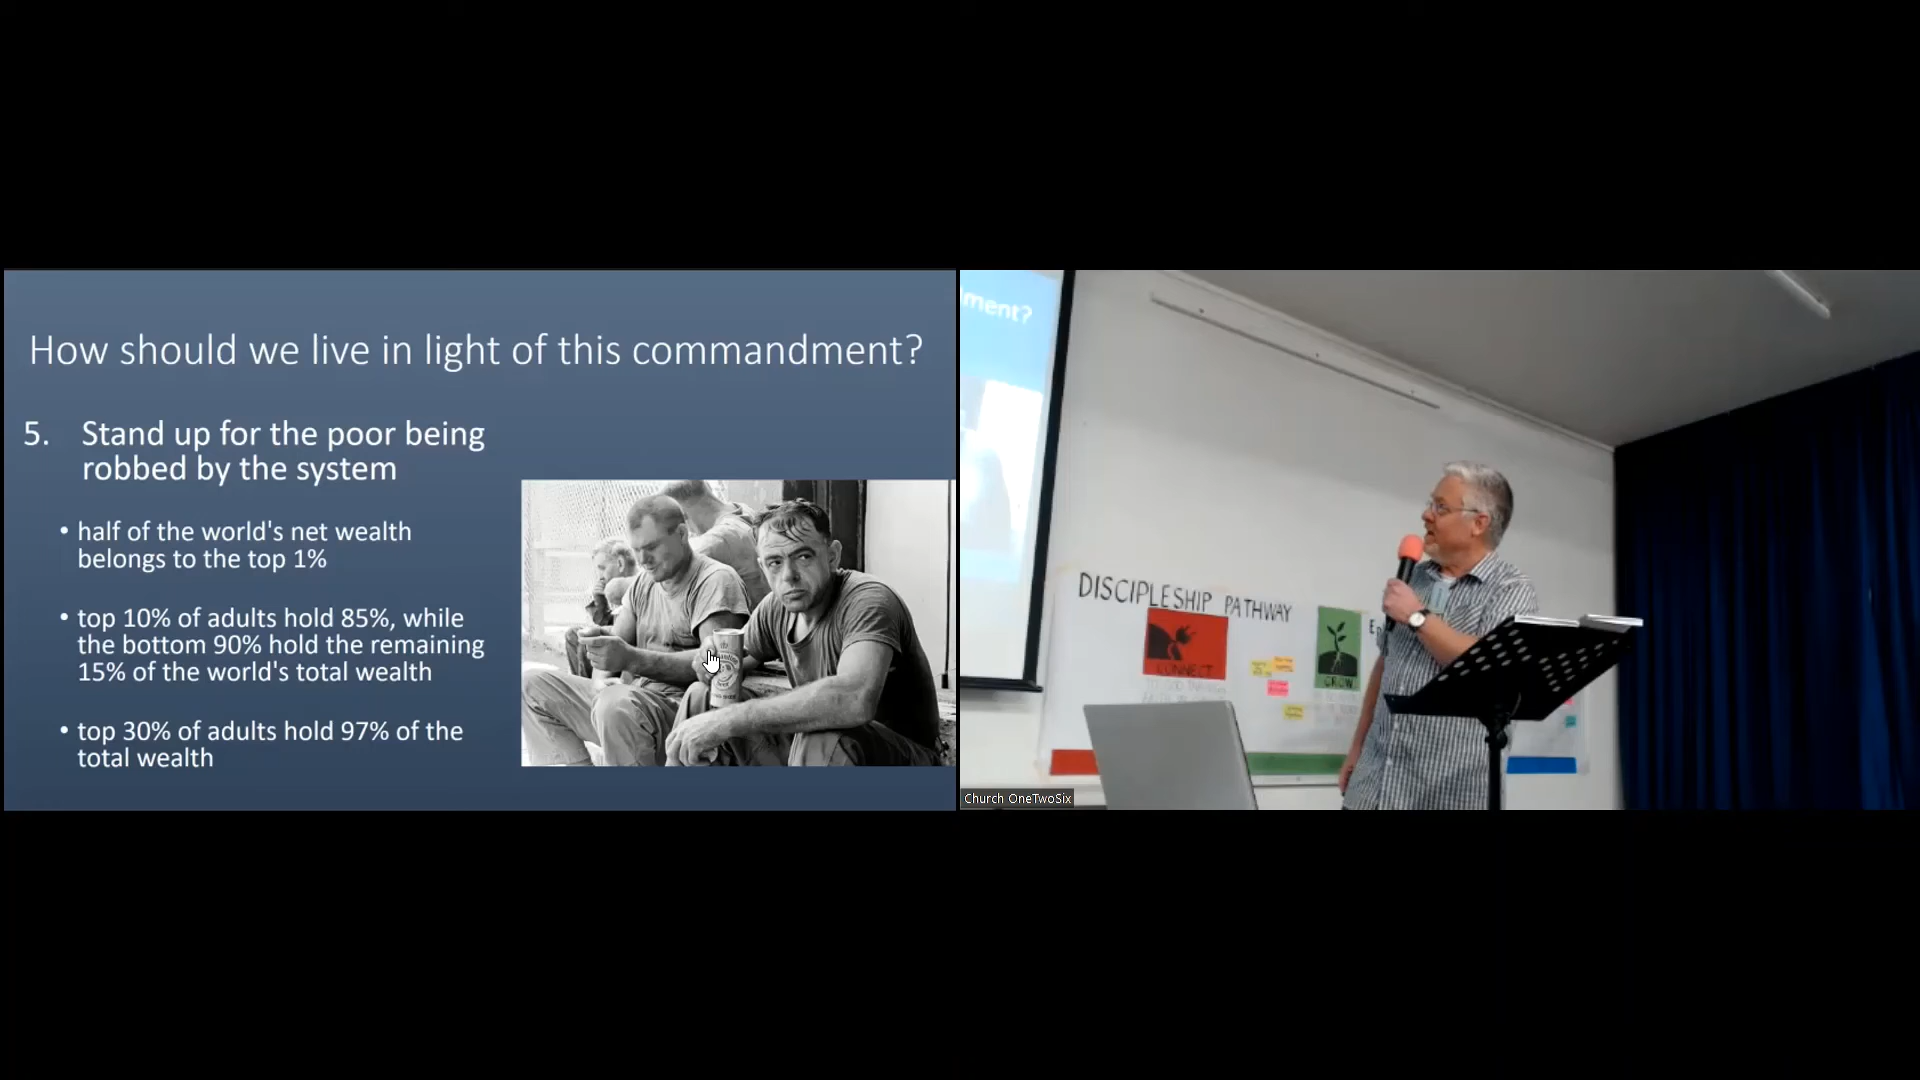 How should we live in light of this commandment?
5. Stand up for the poor being
robbed by the system
• half of the world's net wealth
belongs to the top 1%
• top 10% of adults hold 85%, while
the bottom 90% hold the remaining
15% of the world's total wealth
• top 30% of adults hold 97% of the
total wealth
ment?
DISCIPLESHIP PATHWAY
CONNECT
GROW
Church OneTwoSix